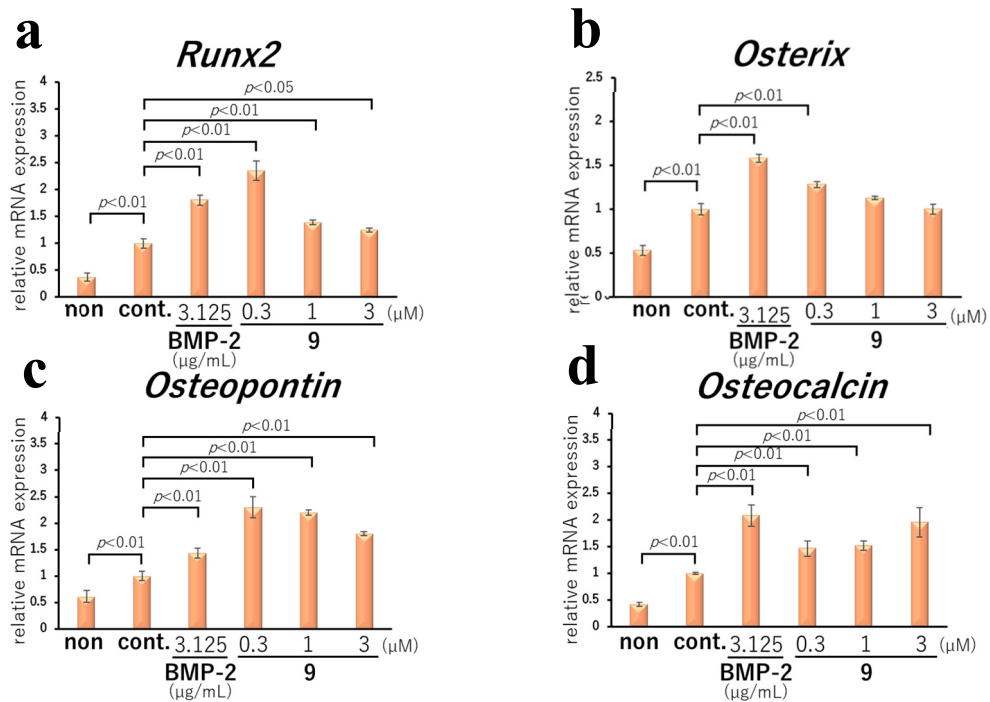 a
Runx2
relative mRNA expression
4
3.5
3
2.5
2
1.5
1
0.5
0
p<0.05
p<0.01
p<0.01
p<0.01
p<0.01
non cont. 3.125 0.3 1 3 (μM)
BMP-2 9
(μg/mL)
b
Osterix
relative mRNA expression
2.5
2
1.5
1
0.5
0
p<0.01
p<0.01
p<0.01
non cont. 3.125 0.3 1 3 (μM)
BMP-2 9
(μg/mL)
c
Osteopontin
relative mRNA expression
4
3.5
3
2.5
2
1.5
1
0.5
0
p<0.01
p<0.01
p<0.01
p<0.01
p<0.01
non cont. 3.125 0.3 1 3 (μM)
BMP-2 9
(μg/mL)
d
Osteocalcin
relative mRNA expression
4
3.5
3
2.5
2
1.5
1
0.5
0
p<0.01
p<0.01
p<0.01
p<0.01
p<0.01
non cont. 3.125 0.3 1 3 (μM)
BMP-2 9
(μg/mL)